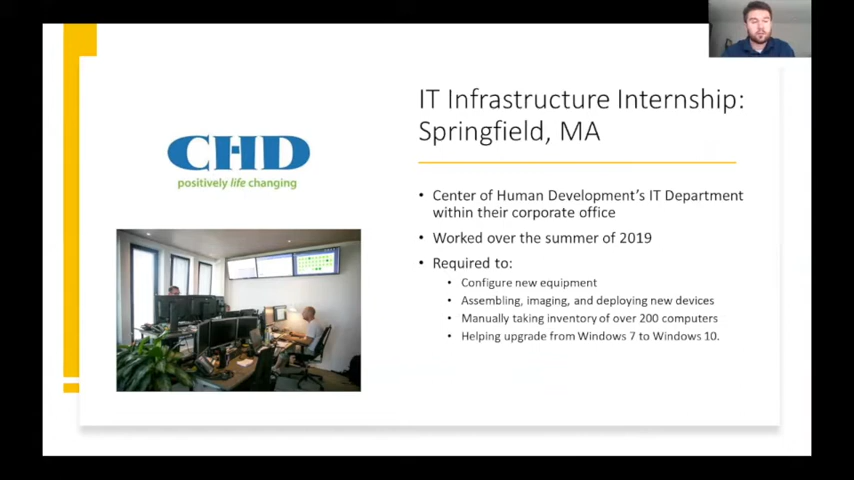 CHD
positively life changing
IT Infrastructure Internship:
Springfield, MA
• Center of Human Development’s IT Department
within their corporate office
• Worked over the summer of 2019
• Required to:
• Configure new equipment
• Assembling, imaging, and deploying new devices
• Manually taking inventory of over 200 computers
• Helping upgrade from Windows 7 to Windows 10.